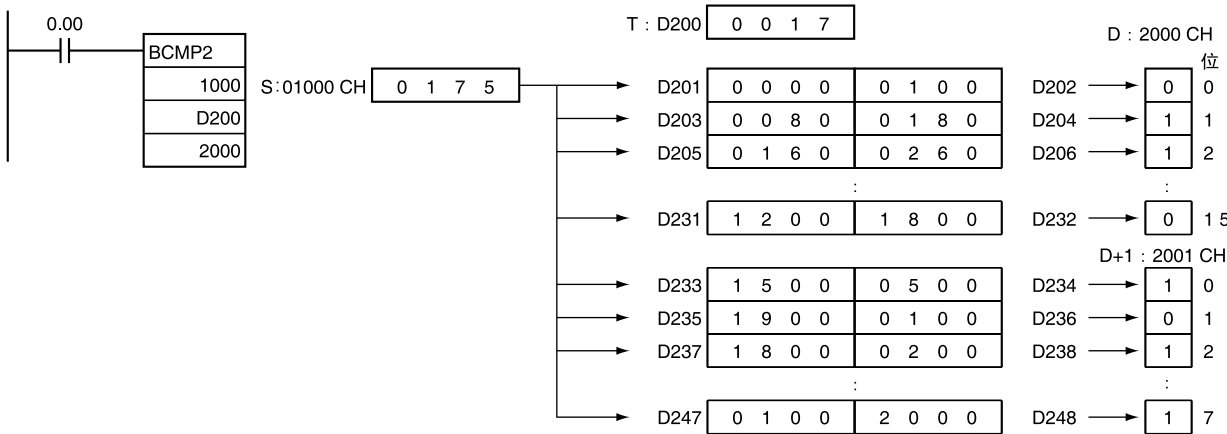 0.00
BCMP2
1000
D200
2000
S:01000 CH 0 1 7 5
T : D200 0 0 1 7
D : 2000 CH
位
D201 0 0 0 0 0 1 0 0 D202 0 0
D203 0 0 8 0 0 1 8 0 D204 1 1
D205 0 1 6 0 0 2 6 0 D206 1 2
: :
D231 1 2 0 0 1 8 0 0 D232 0 1 5
D+1 : 2001 CH
D233 1 5 0 0 0 5 0 0 D234 1 0
D235 1 9 0 0 0 1 0 0 D236 0 1
D237 1 8 0 0 0 2 0 0 D238 1 2
: :
D247 0 1 0 0 2 0 0 0 D248 1 7